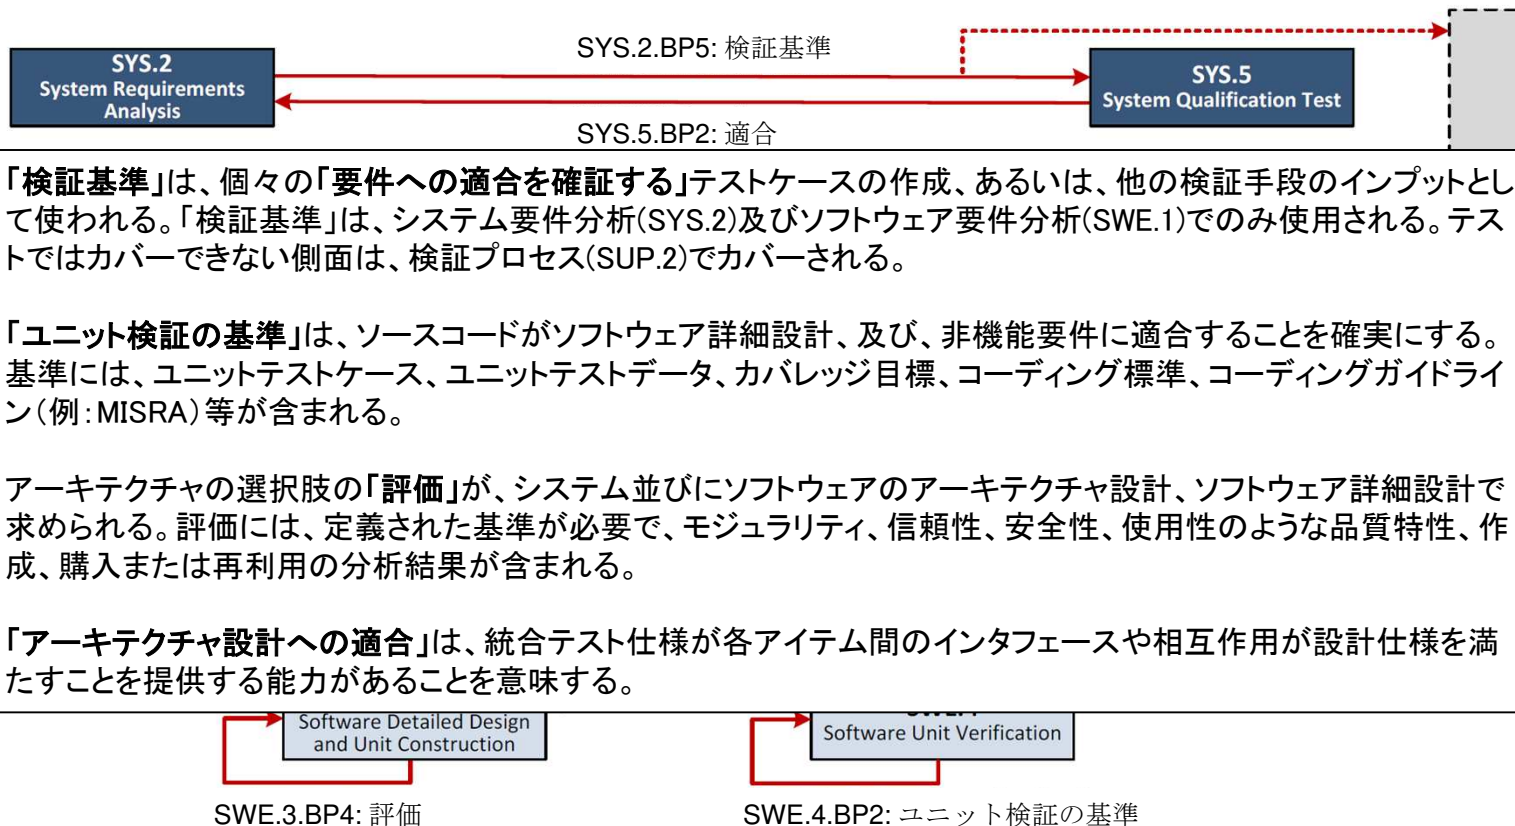 SYS.2.BP5: 検証基準
SYS.2
System Requirements
Analysis
SYS.5
System Qualification Test
SYS.5.BP2: 適合
「検証基準」は、個々の「要件への適合を確証する」テストケースの作成、あるいは、他の検証手段のインプットとし
て使われる。「検証基準」は、システム要件分析(SYS.2)及びソフトウェア要件分析(SWE.1)でのみ使用される。テス
トではカバーできない側面は、検証プロセス(SUP.2)でカバーされる。
「ユニット検証の基準」は、ソースコードがソフトウェア詳細設計、及び、非機能要件に適合することを確実にする。
基準には、ユニットテストケース、ユニットテストデータ、カバレッジ目標、コーディング標準、コーディングガイドライ
ン(例:MISRA)等が含まれる。
アーキテクチャの選択肢の「評価」が、システム並びにソフトウェアのアーキテクチャ設計、ソフトウェア詳細設計で
求められる。評価には、定義された基準が必要で、モジュラリティ、信頼性、安全性、使用性のような品質特性、作
成、購入または再利用の分析結果が含まれる。
「アーキテクチャ設計への適合」は、統合テスト仕様が各アイテム間のインタフェースや相互作用が設計仕様を満
たすことを提供する能力があることを意味する。
Software Detailed Design
and Unit Construction
Software Unit Verification
SWE.3.BP4: 評価
SWE.4.BP2: ユニット検証の基準